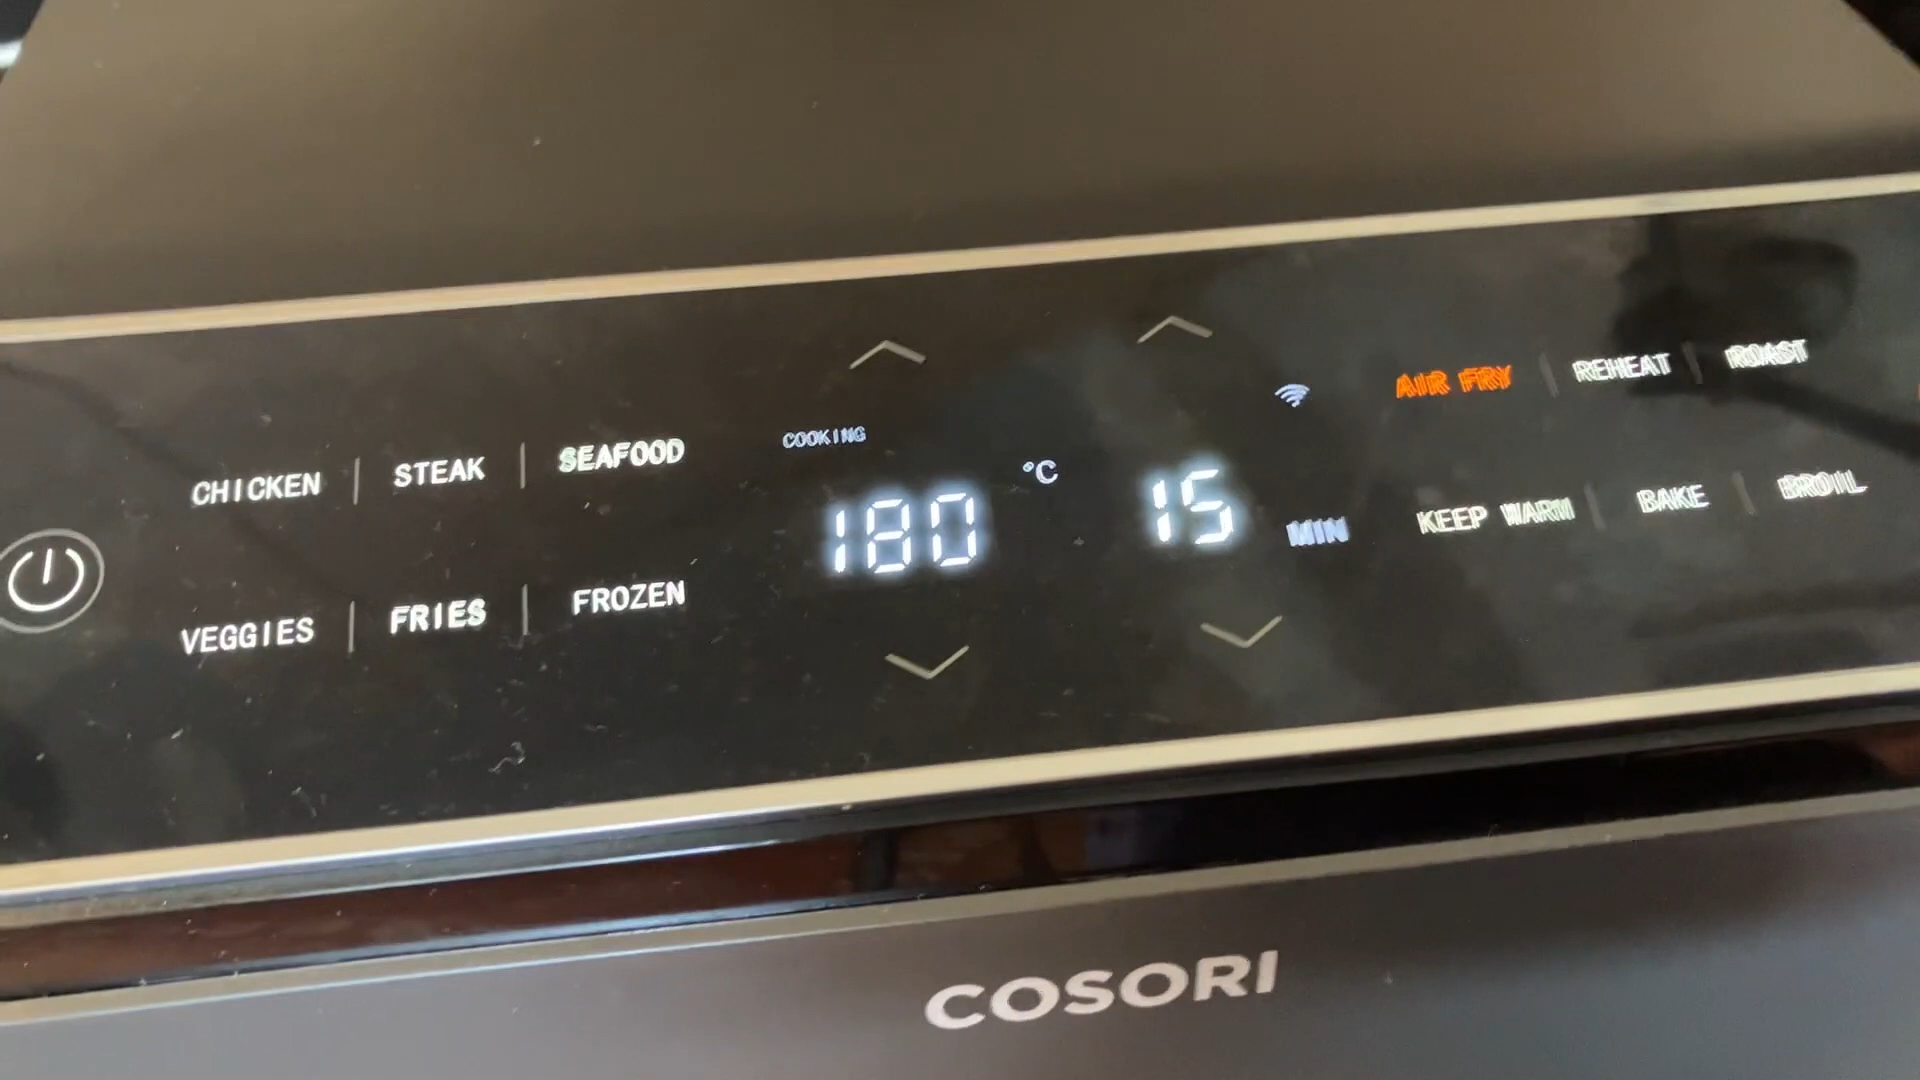 CHICKEN | STEAK | SEAFOOD
VEGGIES | FRIES | FROZEN
COOKING
180 °C
15 MIN
AIR FRY | REHEAT | ROAST
KEEP WARM | BAKE | BROIL
COSORI